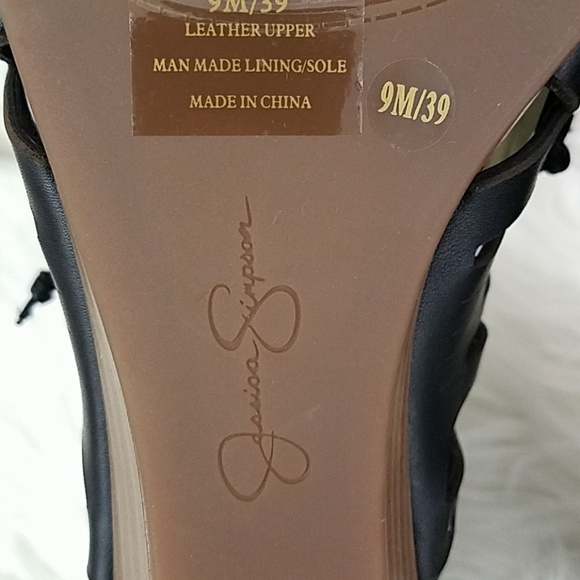 9M/39
LEATHER UPPER
MAN MADE LINING/SOLE
MADE IN CHINA
9M/39
Jessica Simpson